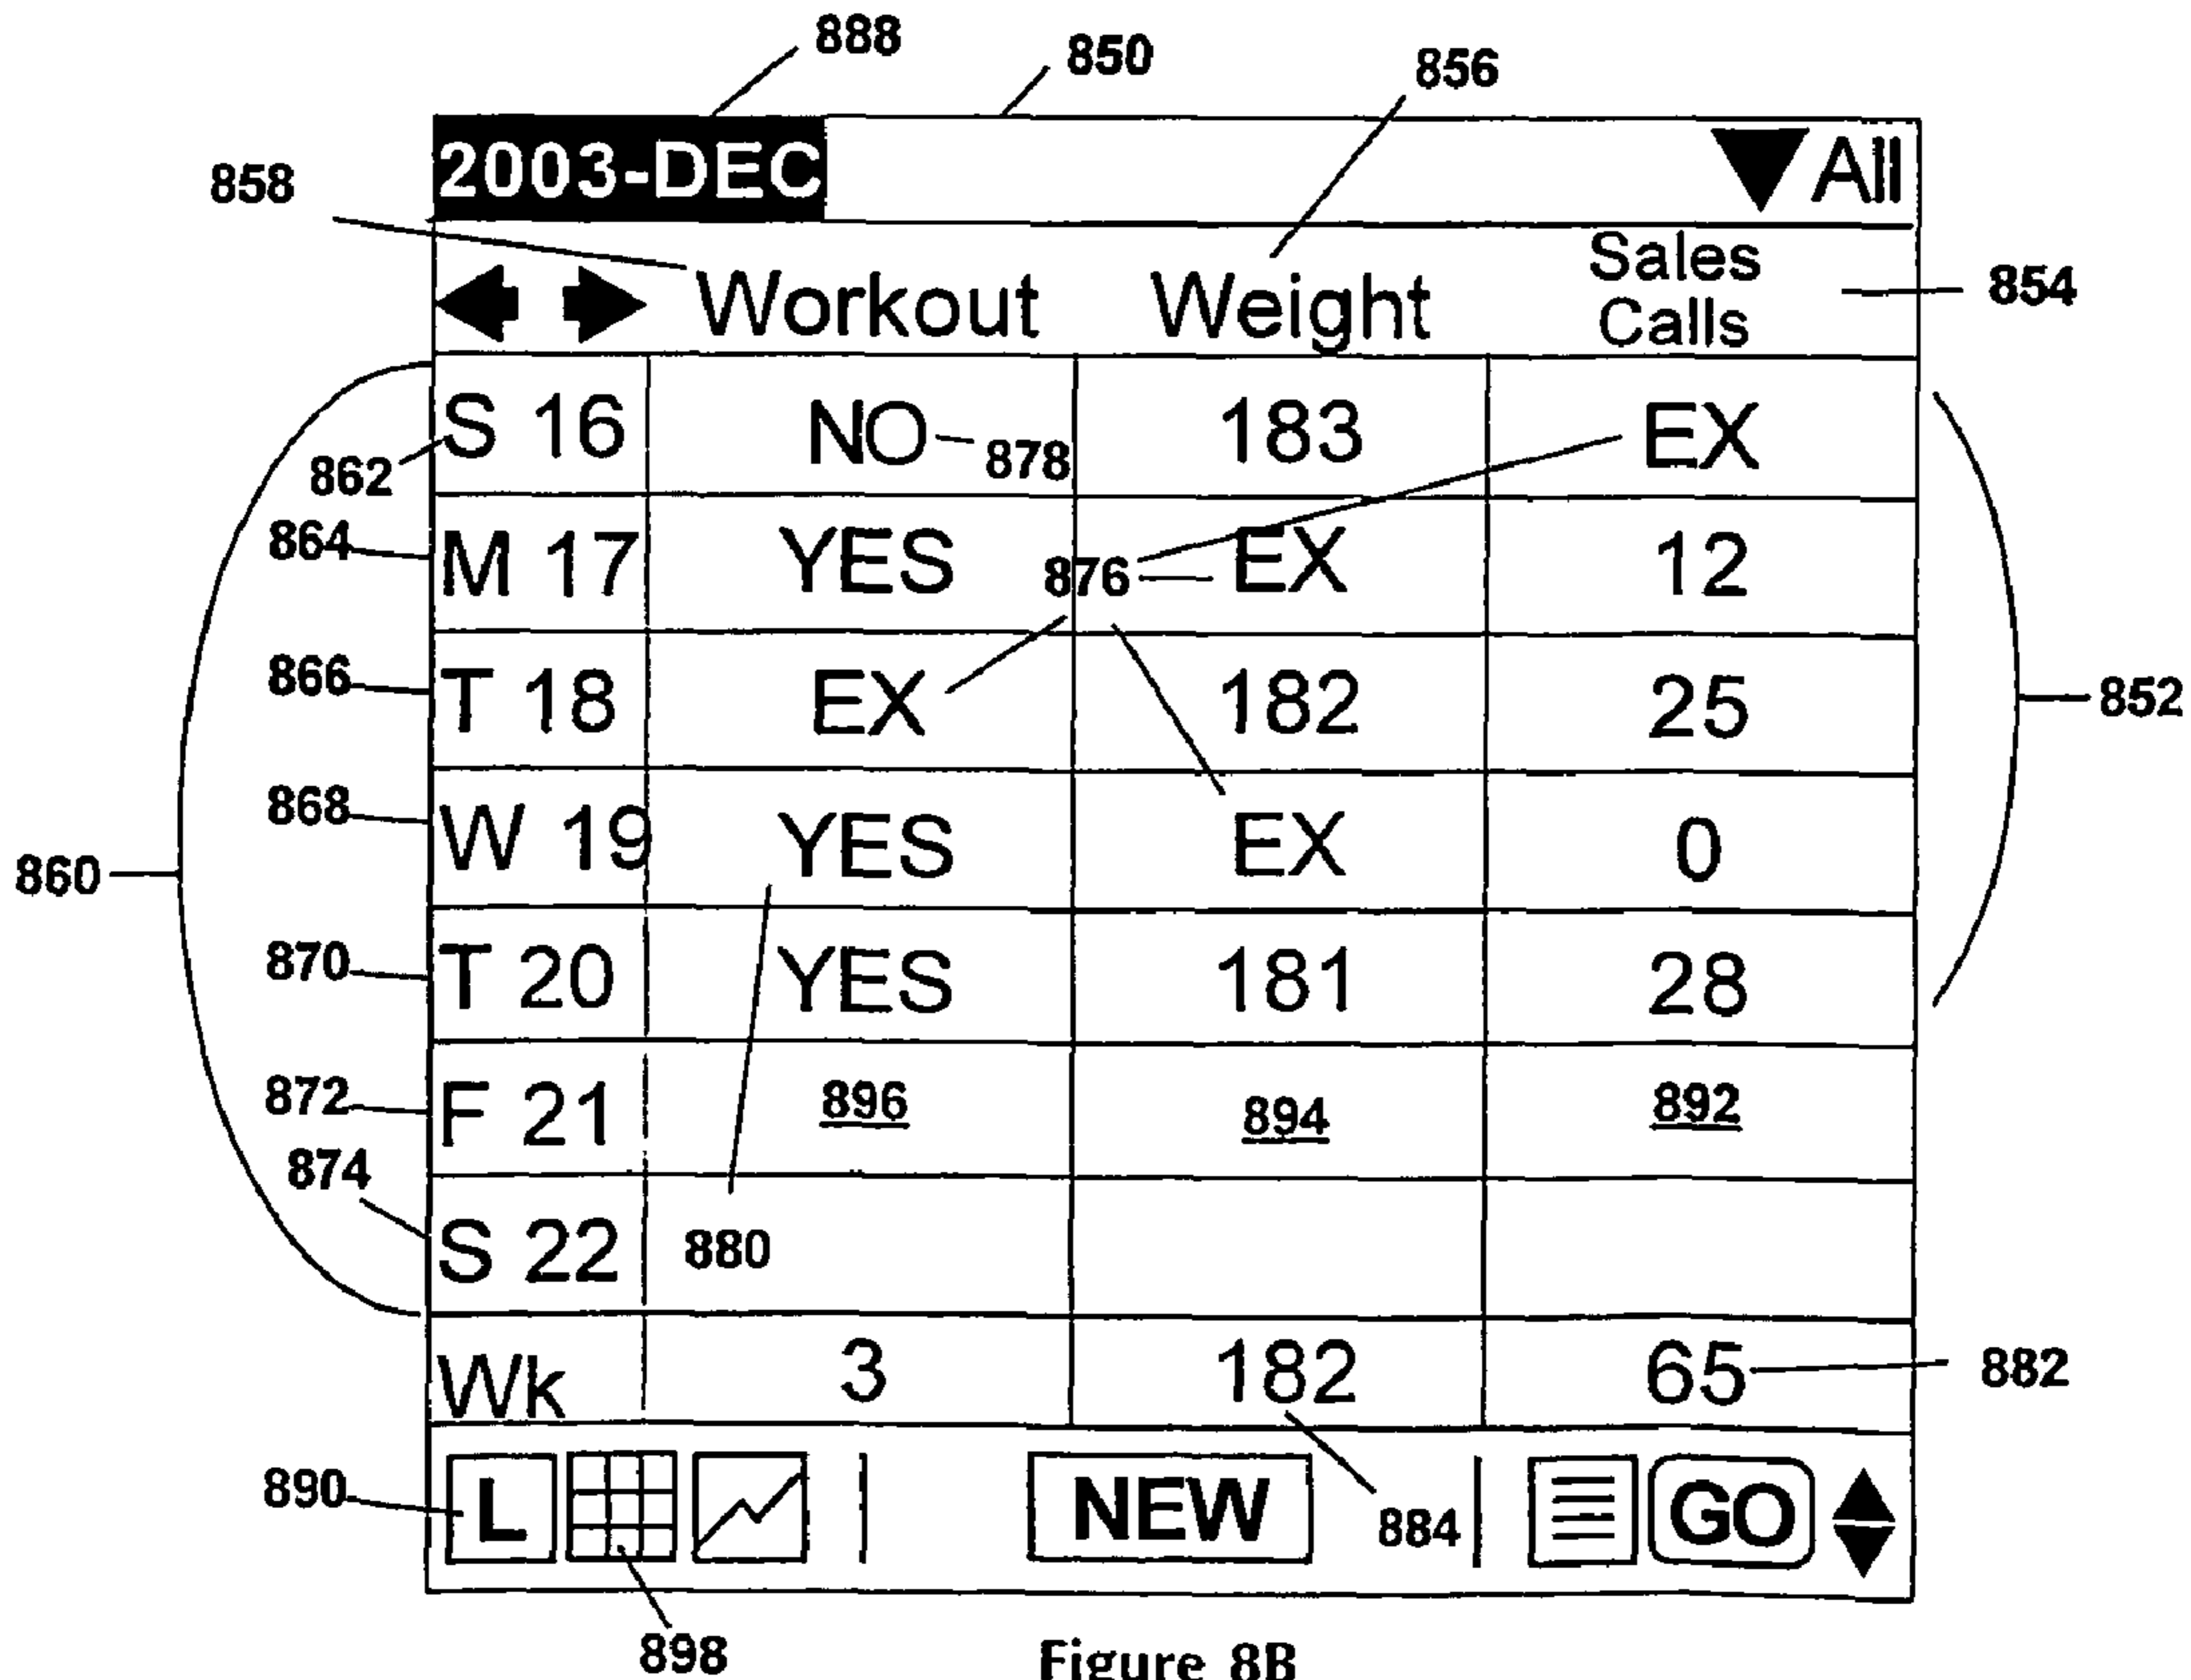 888
850
856
2003-DEC
All
858
Workout
Weight
Sales
Calls
854
S 16 NO 183 EX
862
878
M 17 YES EX 12
864
876
T 18 EX 182 25
866
852
W 19 YES EX 0
868
860
T 20 YES 181 28
870
F 21 896 894 892
872
874
S 22
880
Wk 3 182 65
882
890
L
NEW
884
GO
898
Figure 8B